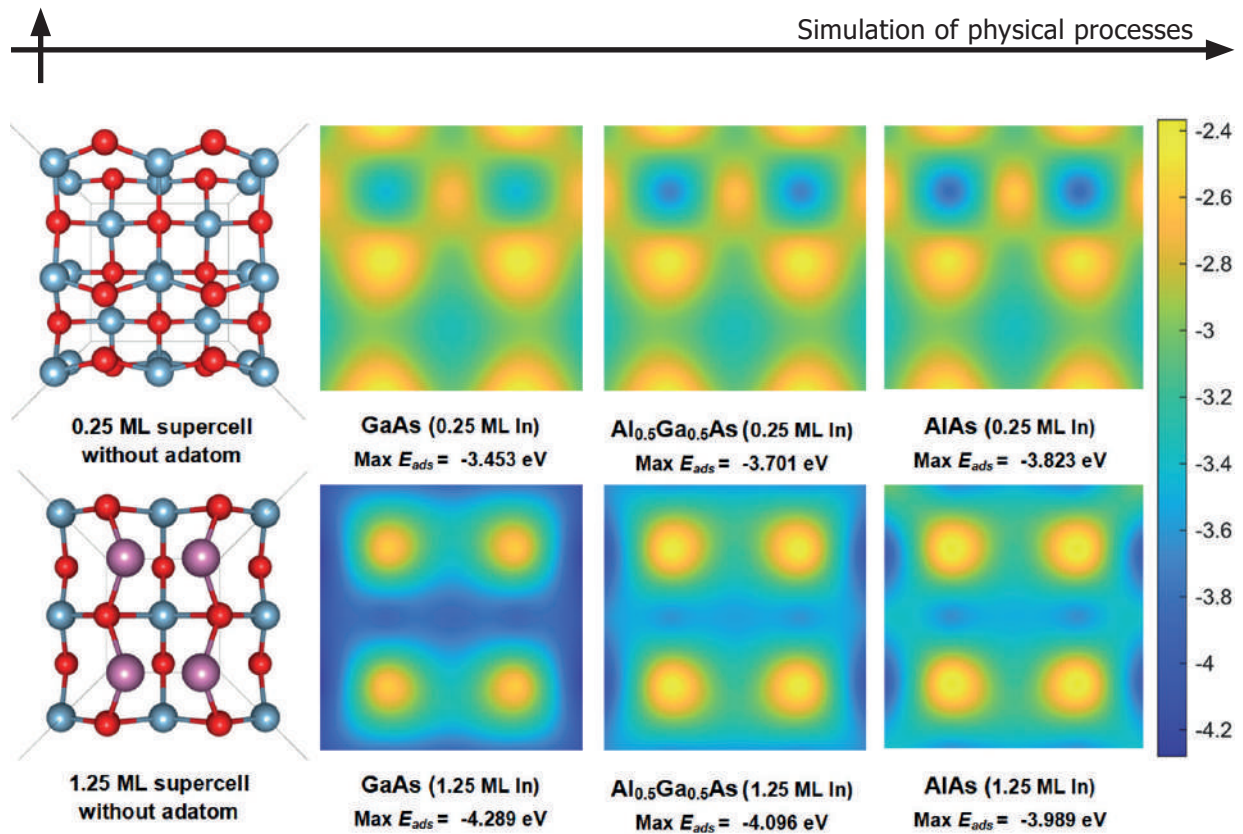 Simulation of physical processes
0.25 ML supercell
without adatom
GaAs (0.25 ML In)
Max Eads = -3.453 eV
Al0.5Ga0.5As (0.25 ML In)
Max Eads = -3.701 eV
AlAs (0.25 ML In)
Max Eads = -3.823 eV
1.25 ML supercell
without adatom
GaAs (1.25 ML In)
Max Eads = -4.289 eV
Al0.5Ga0.5As (1.25 ML In)
Max Eads = -4.096 eV
AlAs (1.25 ML In)
Max Eads = -3.989 eV
-2.4
-2.6
-2.8
-3
-3.2
-3.4
-3.6
-3.8
-4
-4.2